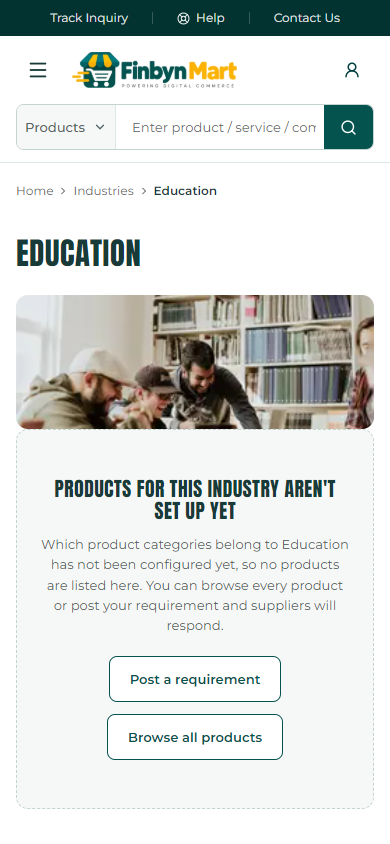 Track Inquiry
Help
Contact Us
FinbynMart
POWERING DIGITAL COMMERCE
Products
Enter product / service / com
Home > Industries > Education
EDUCATION
PRODUCTS FOR THIS INDUSTRY AREN'T
SET UP YET
Which product categories belong to Education
has not been configured yet, so no products
are listed here. You can browse every product
or post your requirement and suppliers will
respond.
Post a requirement
Browse all products